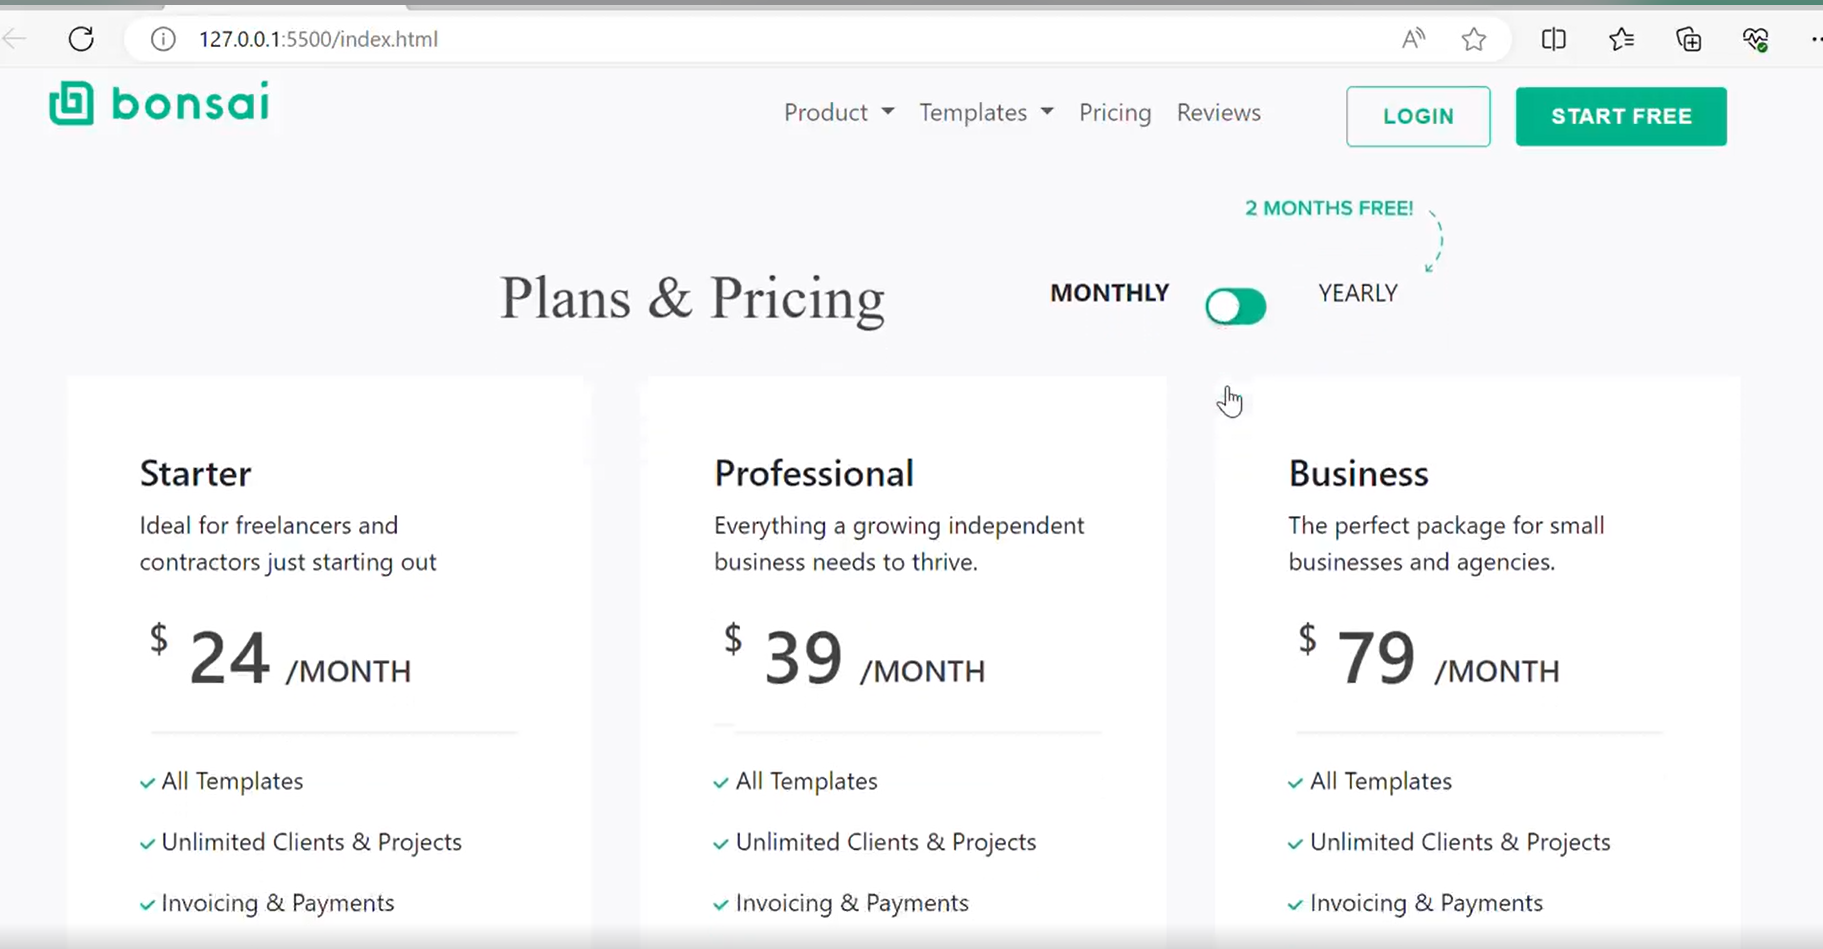 127.0.0.1:5500/index.html
bonsai
Product Templates Pricing Reviews LOGIN START FREE
2 MONTHS FREE!
Plans & Pricing
MONTHLY YEARLY
Starter
Ideal for freelancers and
contractors just starting out
$ 24 /MONTH
All Templates
Unlimited Clients & Projects
Invoicing & Payments
Professional
Everything a growing independent
business needs to thrive.
$ 39 /MONTH
All Templates
Unlimited Clients & Projects
Invoicing & Payments
Business
The perfect package for small
businesses and agencies.
$ 79 /MONTH
All Templates
Unlimited Clients & Projects
Invoicing & Payments